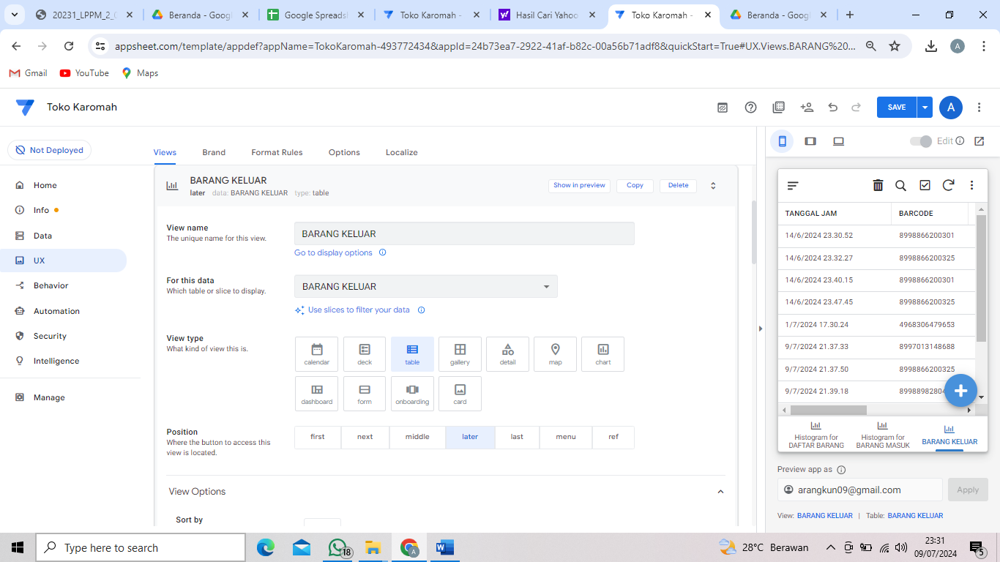 20231_LPPM_2_0
Beranda - Googl
Google Spreads
Toko Karomah -
Hasil Cari Yahoo
Toko Karomah -
Beranda - Googl
appsheet.com/template/appdef?appName=TokoKaromah-493772434&appId=24b73ea7-2922-41af-b82c-00a56b71adf8&quickStart=True#UX.Views.BARANG%20...
A
Gmail
YouTube
Maps
Toko Karomah
SAVE
A
Not Deployed
Views
Brand
Format Rules
Options
Localize
Edit
Home
Info
Data
UX
Behavior
Automation
Security
Intelligence
Manage
BARANG KELUAR
later data: BARANG KELUAR type: table
Show in preview
Copy
Delete
View name
The unique name for this view.
BARANG KELUAR
Go to display options
For this data
Which table or slice to display.
BARANG KELUAR
Use slices to filter your data
View type
What kind of view this is.
calendar
deck
table
gallery
detail
map
chart
dashboard
form
onboarding
card
Position
Where the button to access this
view is located.
first
next
middle
later
last
menu
ref
View Options
Sort by
TANGGAL JAM BARCODE
14/6/2024 23.30.52 8998866200301
14/6/2024 23.32.27 8998866200325
14/6/2024 23.40.15 8998866200301
14/6/2024 23.47.45 8998866200325
1/7/2024 17.30.24 4968306479653
9/7/2024 21.37.33 8997013148688
9/7/2024 21.37.50 8998866200325
9/7/2024 21.39.18
Histogram for
DAFTAR BARANG
Histogram for
BARANG MASUK
BARANG KELUAR
Preview app as
arangkun09@gmail.com
Apply
View: BARANG KELUAR | Table: BARANG KELUAR
Type here to search
18
A
28°C Berawan
23:31
09/07/2024
5